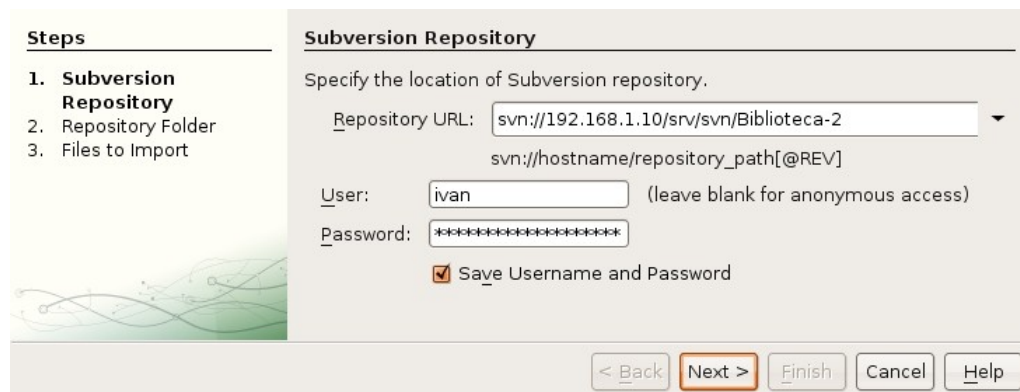 Steps
1. Subversion
Repository
2. Repository Folder
3. Files to Import
Subversion Repository
Specify the location of Subversion repository.
Repository URL: svn://192.168.1.10/srv/svn/Biblioteca-2
svn://hostname/repository_path[@REV]
User: ivan (leave blank for anonymous access)
Password: ********************
Save Username and Password
< Back Next > Finish Cancel Help